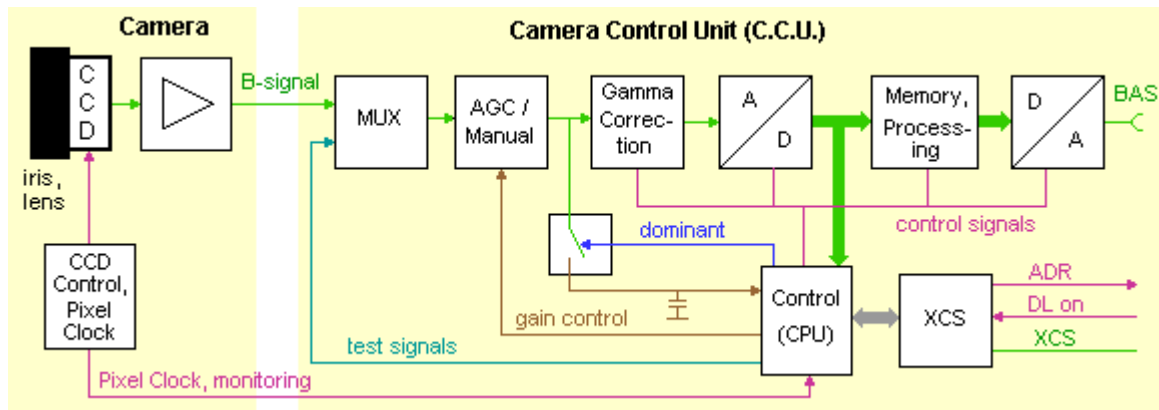 Camera
Camera Control Unit (C.C.U.)
C
C
D
B-signal
MUX
AGC /
Manual
Gamma
Correc-
tion
A
D
Memory,
Process-
ing
D
A
BAS
iris,
lens
dominant
control signals
CCD
Control,
Pixel
Clock
gain control
test signals
Control
(CPU)
XCS
ADR
DL on
XCS
Pixel Clock, monitoring